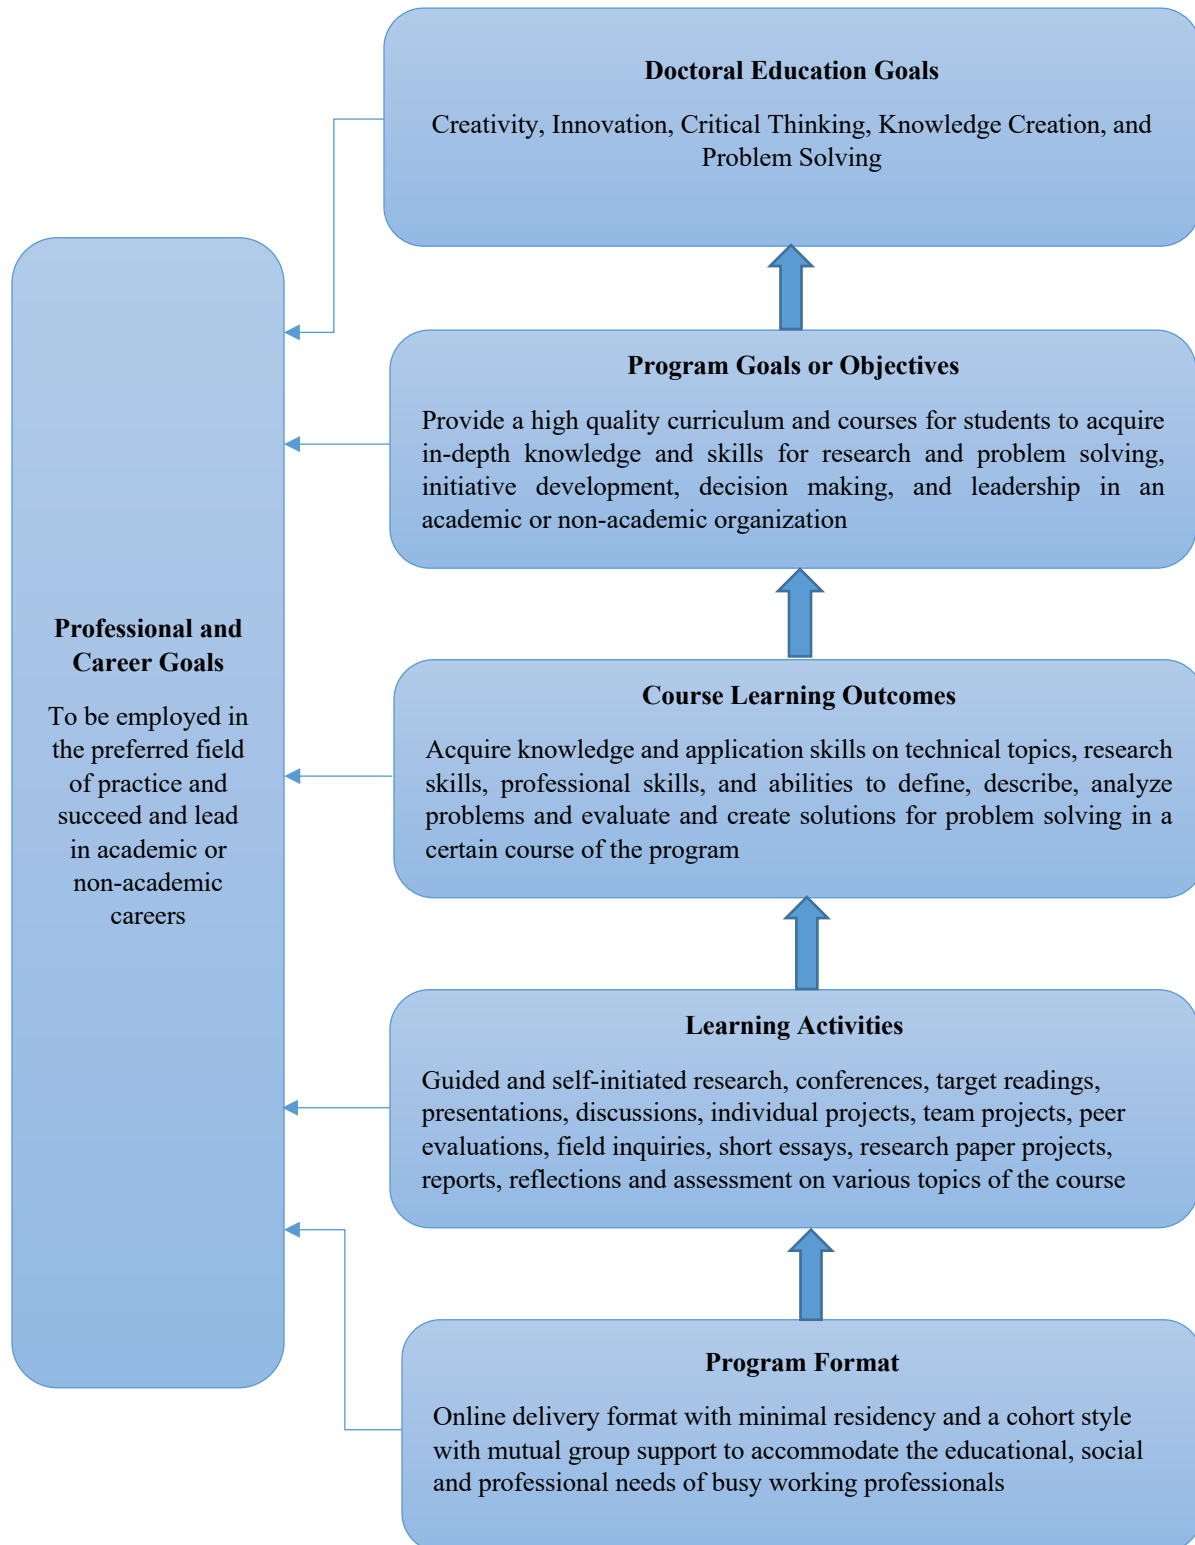 Doctoral Education Goals
Creativity, Innovation, Critical Thinking, Knowledge Creation, and
Problem Solving
Program Goals or Objectives
Provide a high quality curriculum and courses for students to acquire
in-depth knowledge and skills for research and problem solving,
initiative development, decision making, and leadership in an
academic or non-academic organization
Professional and
Career Goals
To be employed in
the preferred field
of practice and
succeed and lead
in academic or
non-academic
careers
Course Learning Outcomes
Acquire knowledge and application skills on technical topics, research
skills, professional skills, and abilities to define, describe, analyze
problems and evaluate and create solutions for problem solving in a
certain course of the program
Learning Activities
Guided and self-initiated research, conferences, target readings,
presentations, discussions, individual projects, team projects, peer
evaluations, field inquiries, short essays, research paper projects,
reports, reflections and assessment on various topics of the course
Program Format
Online delivery format with minimal residency and a cohort style
with mutual group support to accommodate the educational, social
and professional needs of busy working professionals